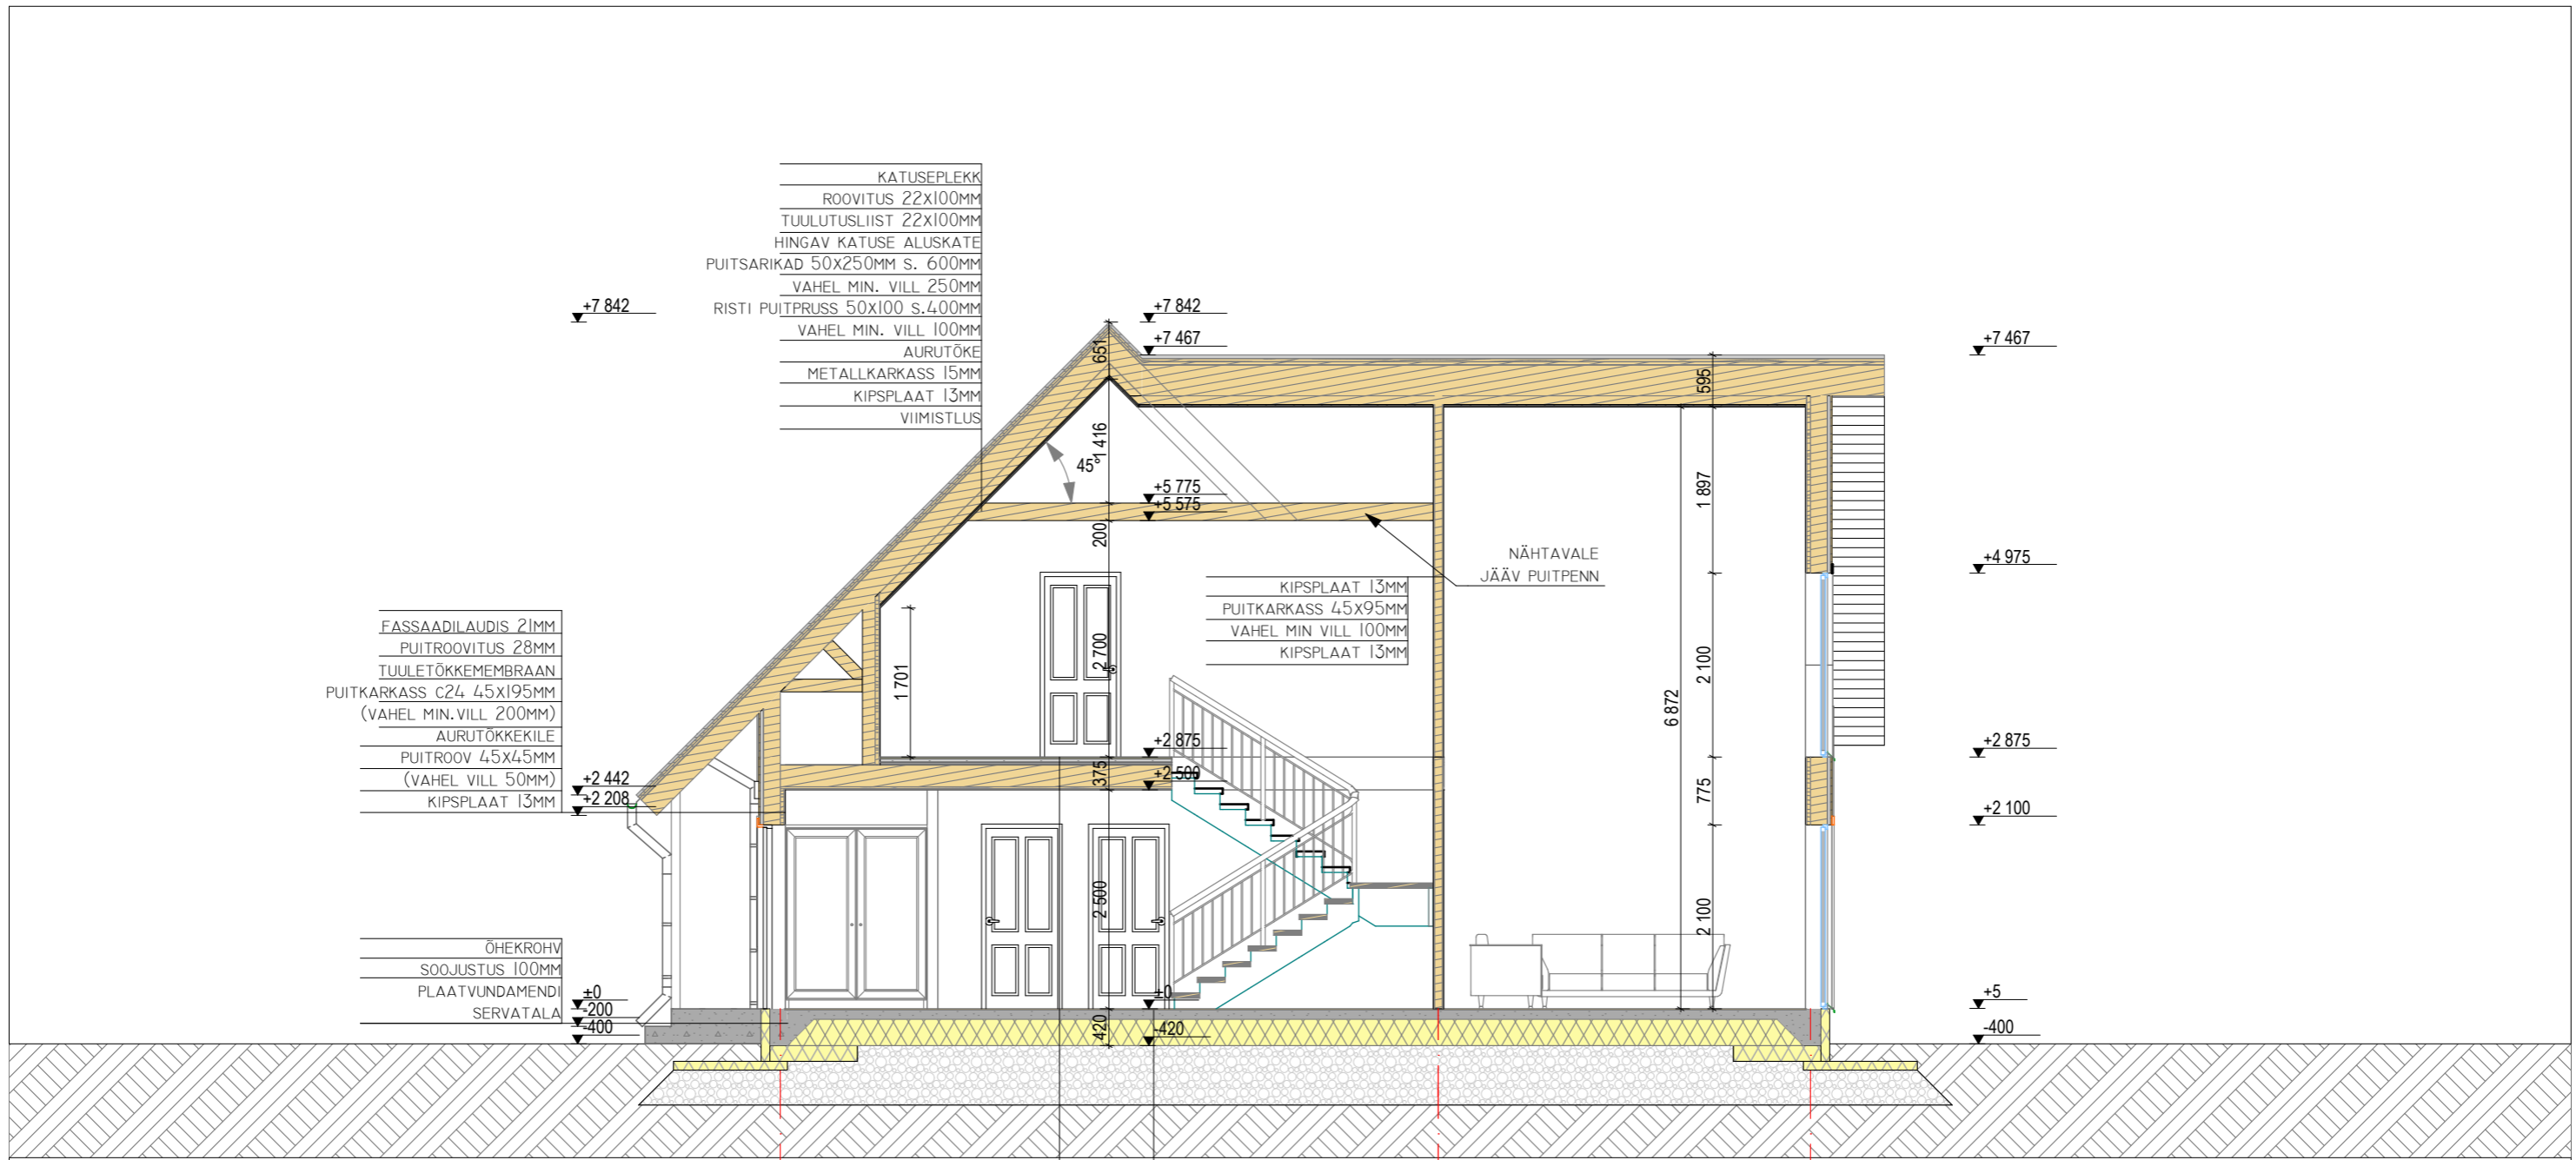 KATUSEPLEKK
ROOVITUS 22X100MM
TUULUTUSLIIST 22X100MM
HINGAV KATUSE ALUSKATE
PUITSARIKAD 50X250MM S. 600MM
VAHEL MIN. VILL 250MM
RISTI PUITPRUSS 50X100 S.400MM
VAHEL MIN. VILL 100MM
AURUTÕKE
METALLKARKASS 15MM
KIPSPLAAT 13MM
VIIMISTLUS
+7 842
+7 842
+7 467
+7 467
651
595
1 416
45°
1 897
+5 775
+5 575
200
NÄHTAVALE
JÄÄV PUITPENN
+4 975
KIPSPLAAT 13MM
PUITKARKASS 45X95MM
VAHEL MIN VILL 100MM
KIPSPLAAT 13MM
FASSAADILAUDIS 21MM
PUITROOVITUS 28MM
TUULETÕKKEMEMBRAAN
PUITKARKASS C24 45X195MM
(VAHEL MIN.VILL 200MM)
AURUTÕKKEKILE
PUITROOV 45X45MM
(VAHEL VILL 50MM)
KIPSPLAAT 13MM
1 701
2 700
6 872
2 100
+2 875
+2 875
375
+2 500
775
+2 442
+2 208
+2 100
2 500
2 100
ÕHEKROHV
SOOJUSTUS 100MM
PLAATVUNDAMENDI
SERVATALA
±0
-200
-400
±0
420
-420
+5
-400